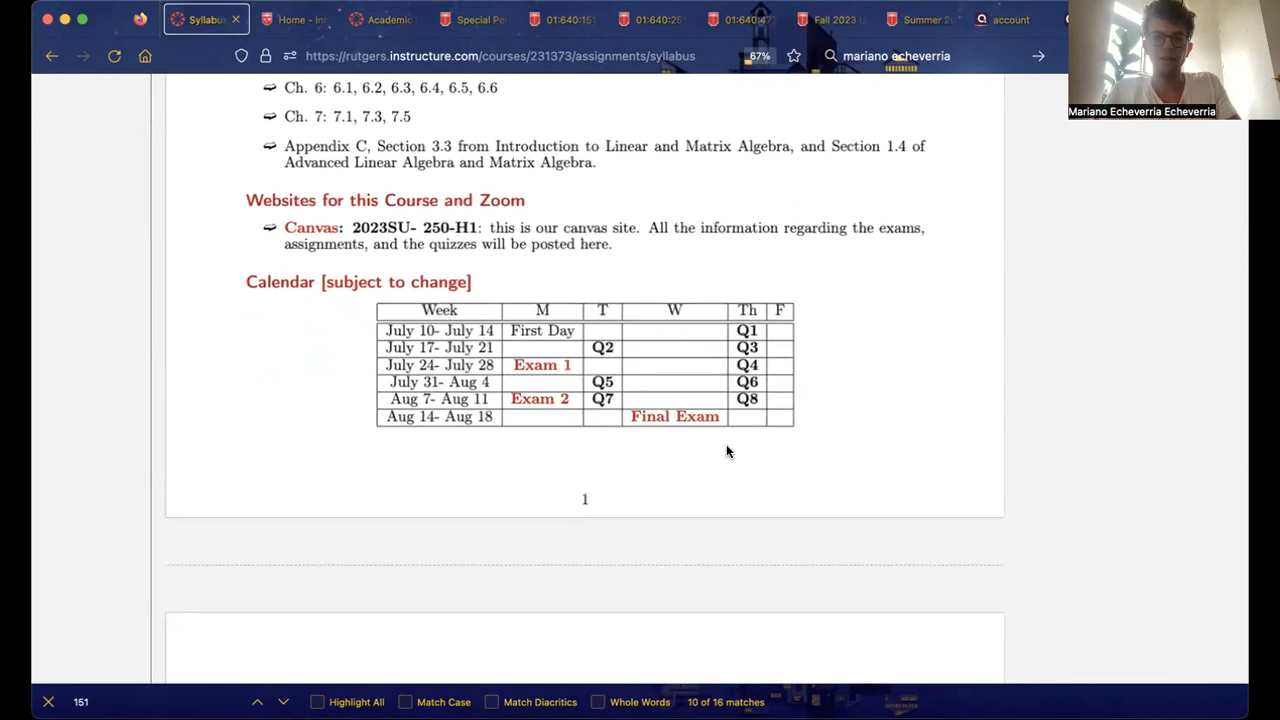 Syllabus
Home - In
Academic
Special Pe
01:640:151
01:640:251
01:640:47
Fall 2023
Summer 20
account
https://rutgers.instructure.com/courses/231373/assignments/syllabus
67%
mariano echeverria
Mariano Echeverria Echeverria
Ch. 6: 6.1, 6.2, 6.3, 6.4, 6.5, 6.6
Ch. 7: 7.1, 7.3, 7.5
Appendix C, Section 3.3 from Introduction to Linear and Matrix Algebra, and Section 1.4 of
Advanced Linear Algebra and Matrix Algebra.
Websites for this Course and Zoom
Canvas: 2023SU- 250-H1: this is our canvas site. All the information regarding the exams,
assignments, and the quizzes will be posted here.
Calendar [subject to change]
Week M T W Th F
July 10- July 14 First Day Q1
July 17- July 21 Q2 Q3
July 24- July 28 Exam 1 Q4
July 31- Aug 4 Q5 Q6
Aug 7- Aug 11 Exam 2 Q7 Q8
Aug 14- Aug 18 Final Exam
1
151
Highlight All
Match Case
Match Diacritics
Whole Words
10 of 16 matches